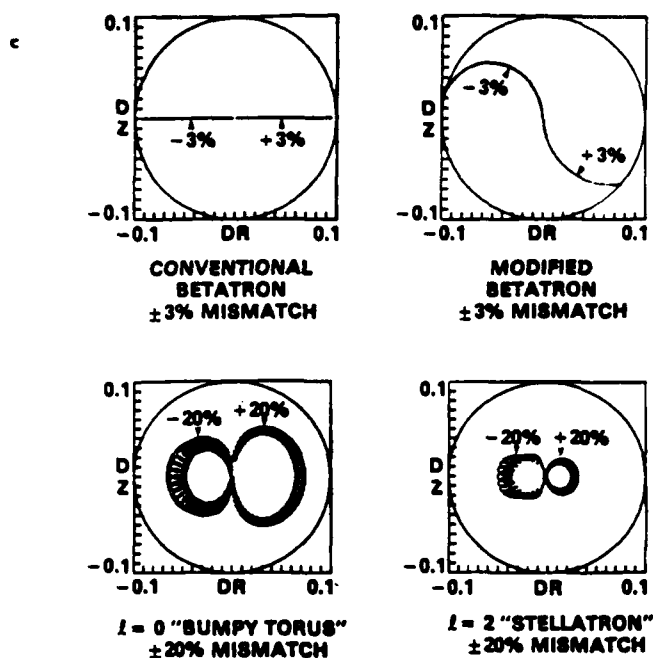 c
0.1
D
Z
-3%
+3%
-0.1
-0.1
DR
0.1
CONVENTIONAL
BETATRON
±3% MISMATCH
0.1
D
Z
-3%
+3%
-0.1
-0.1
DR
0.1
MODIFIED
BETATRON
±3% MISMATCH
0.1
D
Z
-20%
+20%
-0.1
-0.1
DR
0.1
l = 0 "BUMPY TORUS"
±20% MISMATCH
0.1
D
Z
-20%
+20%
-0.1
-0.1
DR
0.1
l = 2 "STELLATRON"
±20% MISMATCH